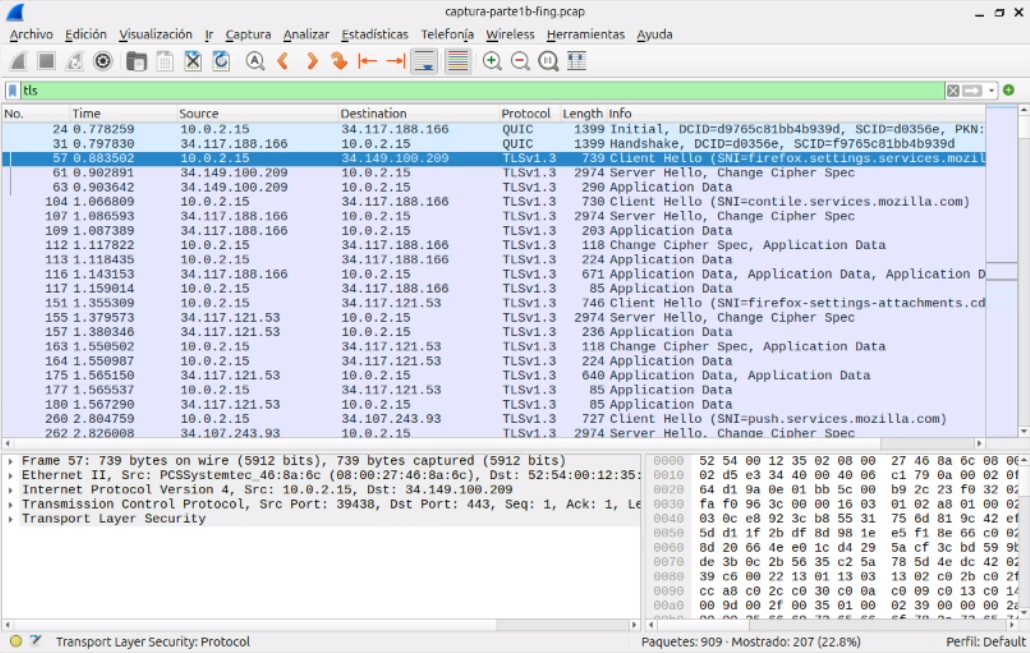 captura-parte1b-fing.pcap
Archivo Edición Visualización Ir Captura Analizar Estadísticas Telefonía Wireless Herramientas Ayuda
tls
No. Time Source Destination Protocol Length Info
24 0.778259 10.0.2.15 34.117.188.166 QUIC 1399 Initial, DCID=d9765c81bb4b939d, SCID=d0356e, PKN:
31 0.797830 34.117.188.166 10.0.2.15 QUIC 1399 Handshake, DCID=d0356e, SCID=f9765c81bb4b939d
57 0.883502 10.0.2.15 34.149.100.209 TLSv1.3 739 Client Hello (SNI=firefox.settings.services.mozil
61 0.902891 34.149.100.209 10.0.2.15 TLSv1.3 2974 Server Hello, Change Cipher Spec
63 0.903642 34.149.100.209 10.0.2.15 TLSv1.3 290 Application Data
104 1.066809 10.0.2.15 34.117.188.166 TLSv1.3 730 Client Hello (SNI=contile.services.mozilla.com)
107 1.086593 34.117.188.166 10.0.2.15 TLSv1.3 2974 Server Hello, Change Cipher Spec
109 1.087389 34.117.188.166 10.0.2.15 TLSv1.3 203 Application Data
112 1.117822 10.0.2.15 34.117.188.166 TLSv1.3 118 Change Cipher Spec, Application Data
113 1.118435 10.0.2.15 34.117.188.166 TLSv1.3 224 Application Data
116 1.143153 34.117.188.166 10.0.2.15 TLSv1.3 671 Application Data, Application Data, Application D
117 1.159014 10.0.2.15 34.117.188.166 TLSv1.3 85 Application Data
151 1.355309 10.0.2.15 34.117.121.53 TLSv1.3 746 Client Hello (SNI=firefox-settings-attachments.cd
155 1.379573 34.117.121.53 10.0.2.15 TLSv1.3 2974 Server Hello, Change Cipher Spec
157 1.380346 34.117.121.53 10.0.2.15 TLSv1.3 236 Application Data
163 1.550502 10.0.2.15 34.117.121.53 TLSv1.3 118 Change Cipher Spec, Application Data
164 1.550987 10.0.2.15 34.117.121.53 TLSv1.3 224 Application Data
175 1.565150 34.117.121.53 10.0.2.15 TLSv1.3 640 Application Data, Application Data
177 1.565537 10.0.2.15 34.117.121.53 TLSv1.3 85 Application Data
180 1.567290 34.117.121.53 10.0.2.15 TLSv1.3 85 Application Data
260 2.804759 10.0.2.15 34.107.243.93 TLSv1.3 727 Client Hello (SNI=push.services.mozilla.com)
262 2.826008 34.107.243.93 10.0.2.15 TLSv1.3 2974 Server Hello, Change Cipher Spec
Frame 57: 739 bytes on wire (5912 bits), 739 bytes captured (5912 bits)
Ethernet II, Src: PCSSystemtec_46:8a:6c (08:00:27:46:8a:6c), Dst: 52:54:00:12:35:
Internet Protocol Version 4, Src: 10.0.2.15, Dst: 34.149.100.209
Transmission Control Protocol, Src Port: 39438, Dst Port: 443, Seq: 1, Ack: 1, Le
Transport Layer Security
0000 52 54 00 12 35 02 08 00 27 46 8a 6c 08 00
0010 02 d5 e3 34 40 00 40 06 c1 79 0a 00 02 0f
0020 64 d1 9a 0e 01 bb 5c 00 b9 2c 23 f0 32 02
0030 fa f0 96 3c 00 00 16 03 01 02 a8 01 00 02
0040 03 0c e8 92 3c b8 55 31 75 6d 81 9c 42 ef
0050 5d d1 1f 2b df 8d 98 1e e5 f1 8e 66 c0 02
0060 8d 20 66 4e e0 1c d4 29 5a cf 3c bd 59 9b
0070 de 3b 0c 2b 56 35 c2 5a 78 5d 4e dc 42 02
0080 39 c6 00 22 13 01 13 03 13 02 c0 2b c0 2f
0090 cc a8 c0 2c c0 30 c0 0a c0 09 c0 13 c0 14
00a0 00 9d 00 2f 00 35 01 00 02 39 00 00 00 2a
Transport Layer Security: Protocol
Paquetes: 909 · Mostrado: 207 (22.8%)
Perfil: Default